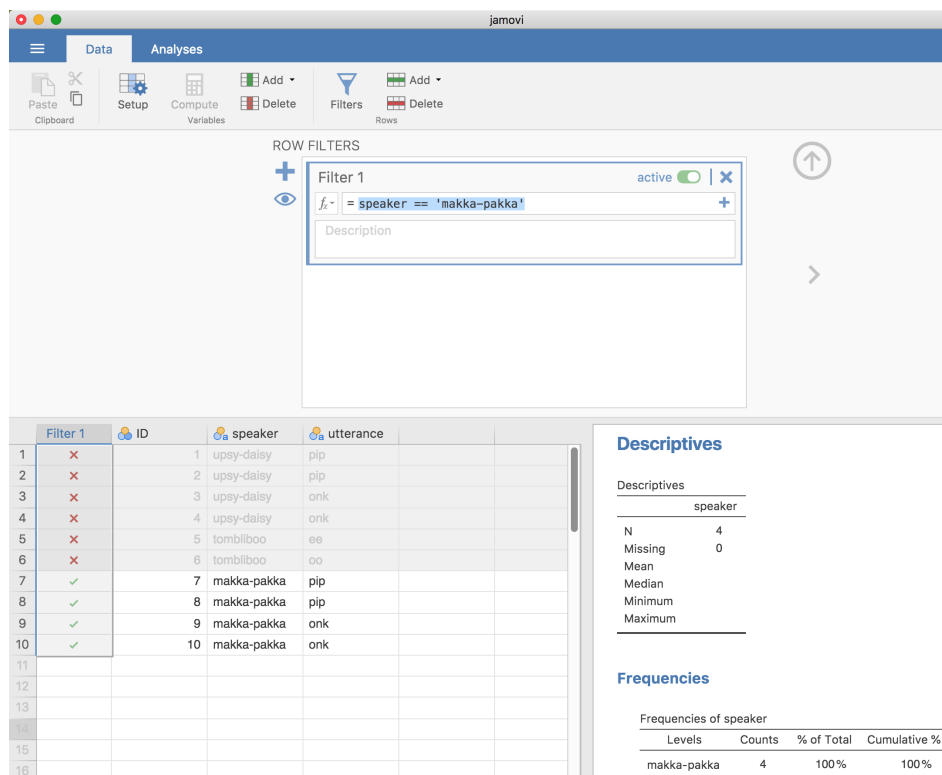 jamovi
Data Analyses
Paste Setup Compute Add Delete Filters Add Delete
Clipboard Variables Rows
ROW FILTERS
Filter 1 active
fx = speaker == 'makka-pakka'
Description
Filter 1 ID speaker utterance
1 1 upsy-daisy pip
2 2 upsy-daisy pip
3 3 upsy-daisy onk
4 4 upsy-daisy onk
5 5 tombliboo ee
6 6 tombliboo oo
7 7 makka-pakka pip
8 8 makka-pakka pip
9 9 makka-pakka onk
10 10 makka-pakka onk
11
12
13
14
15
16
Descriptives
Descriptives
speaker
N 4
Missing 0
Mean
Median
Minimum
Maximum
Frequencies
Frequencies of speaker
Levels Counts % of Total Cumulative %
makka-pakka 4 100% 100%